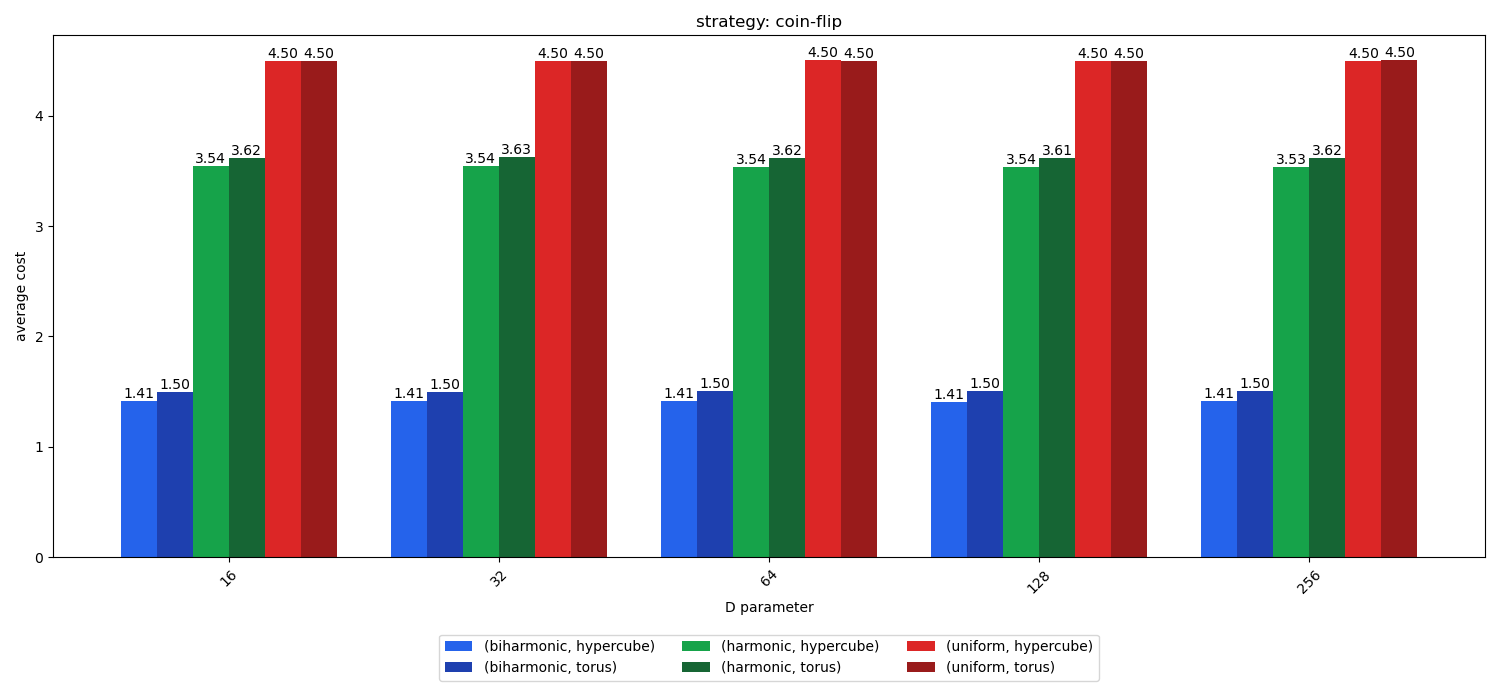 strategy: coin-flip
4.50 4.50 4.50 4.50 4.50 4.50 4.50 4.50 4.50 4.50
4
3.54 3.62 3.54 3.63 3.54 3.62 3.54 3.61 3.53 3.62
3
average cost
2
1.41 1.50 1.41 1.50 1.41 1.50 1.41 1.50 1.41 1.50
1
0
16 32 64 128 256
D parameter
(biharmonic, hypercube) (harmonic, hypercube) (uniform, hypercube)
(biharmonic, torus) (harmonic, torus) (uniform, torus)